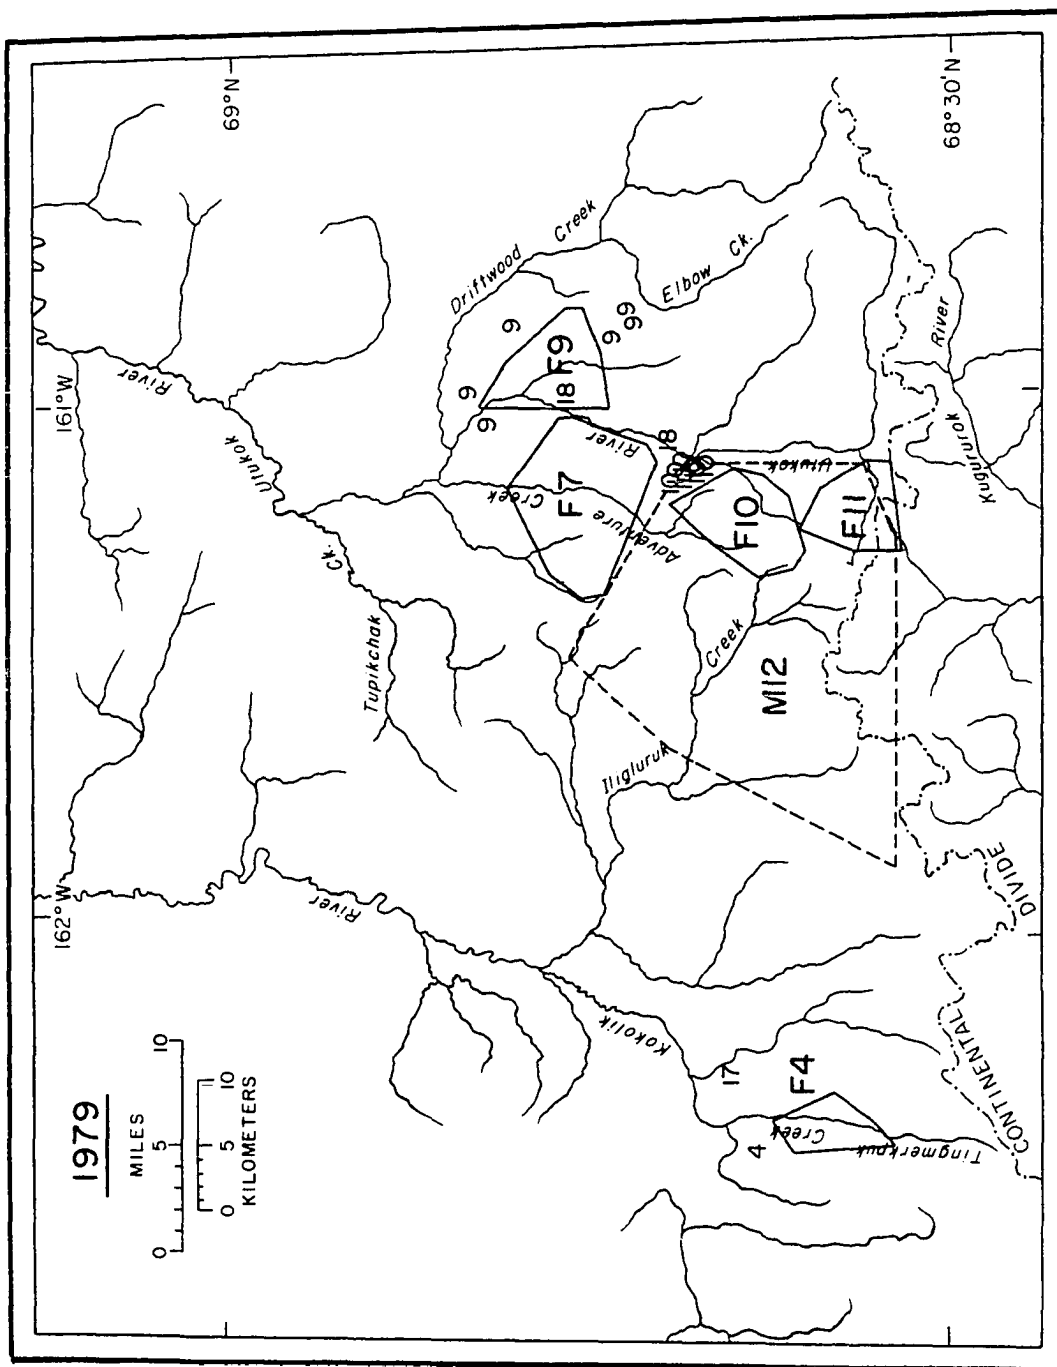 1979
MILES
0 5 10
0 5 10
KILOMETERS
162°W
161°W
69°N
68°30'N
River
Utukok
Ck.
Tupikchak
River
Kokolik
Driftwood
Creek
Elbow
Ck.
9
9
9
9
99
F9
18
18
River
F7
Creek
Adventure
Utukok
F10
F11
Creek
Iligluruk
M12
Kugururok
River
17
4
F4
Creek
Tingmerkpuk
CONTINENTAL
DIVIDE